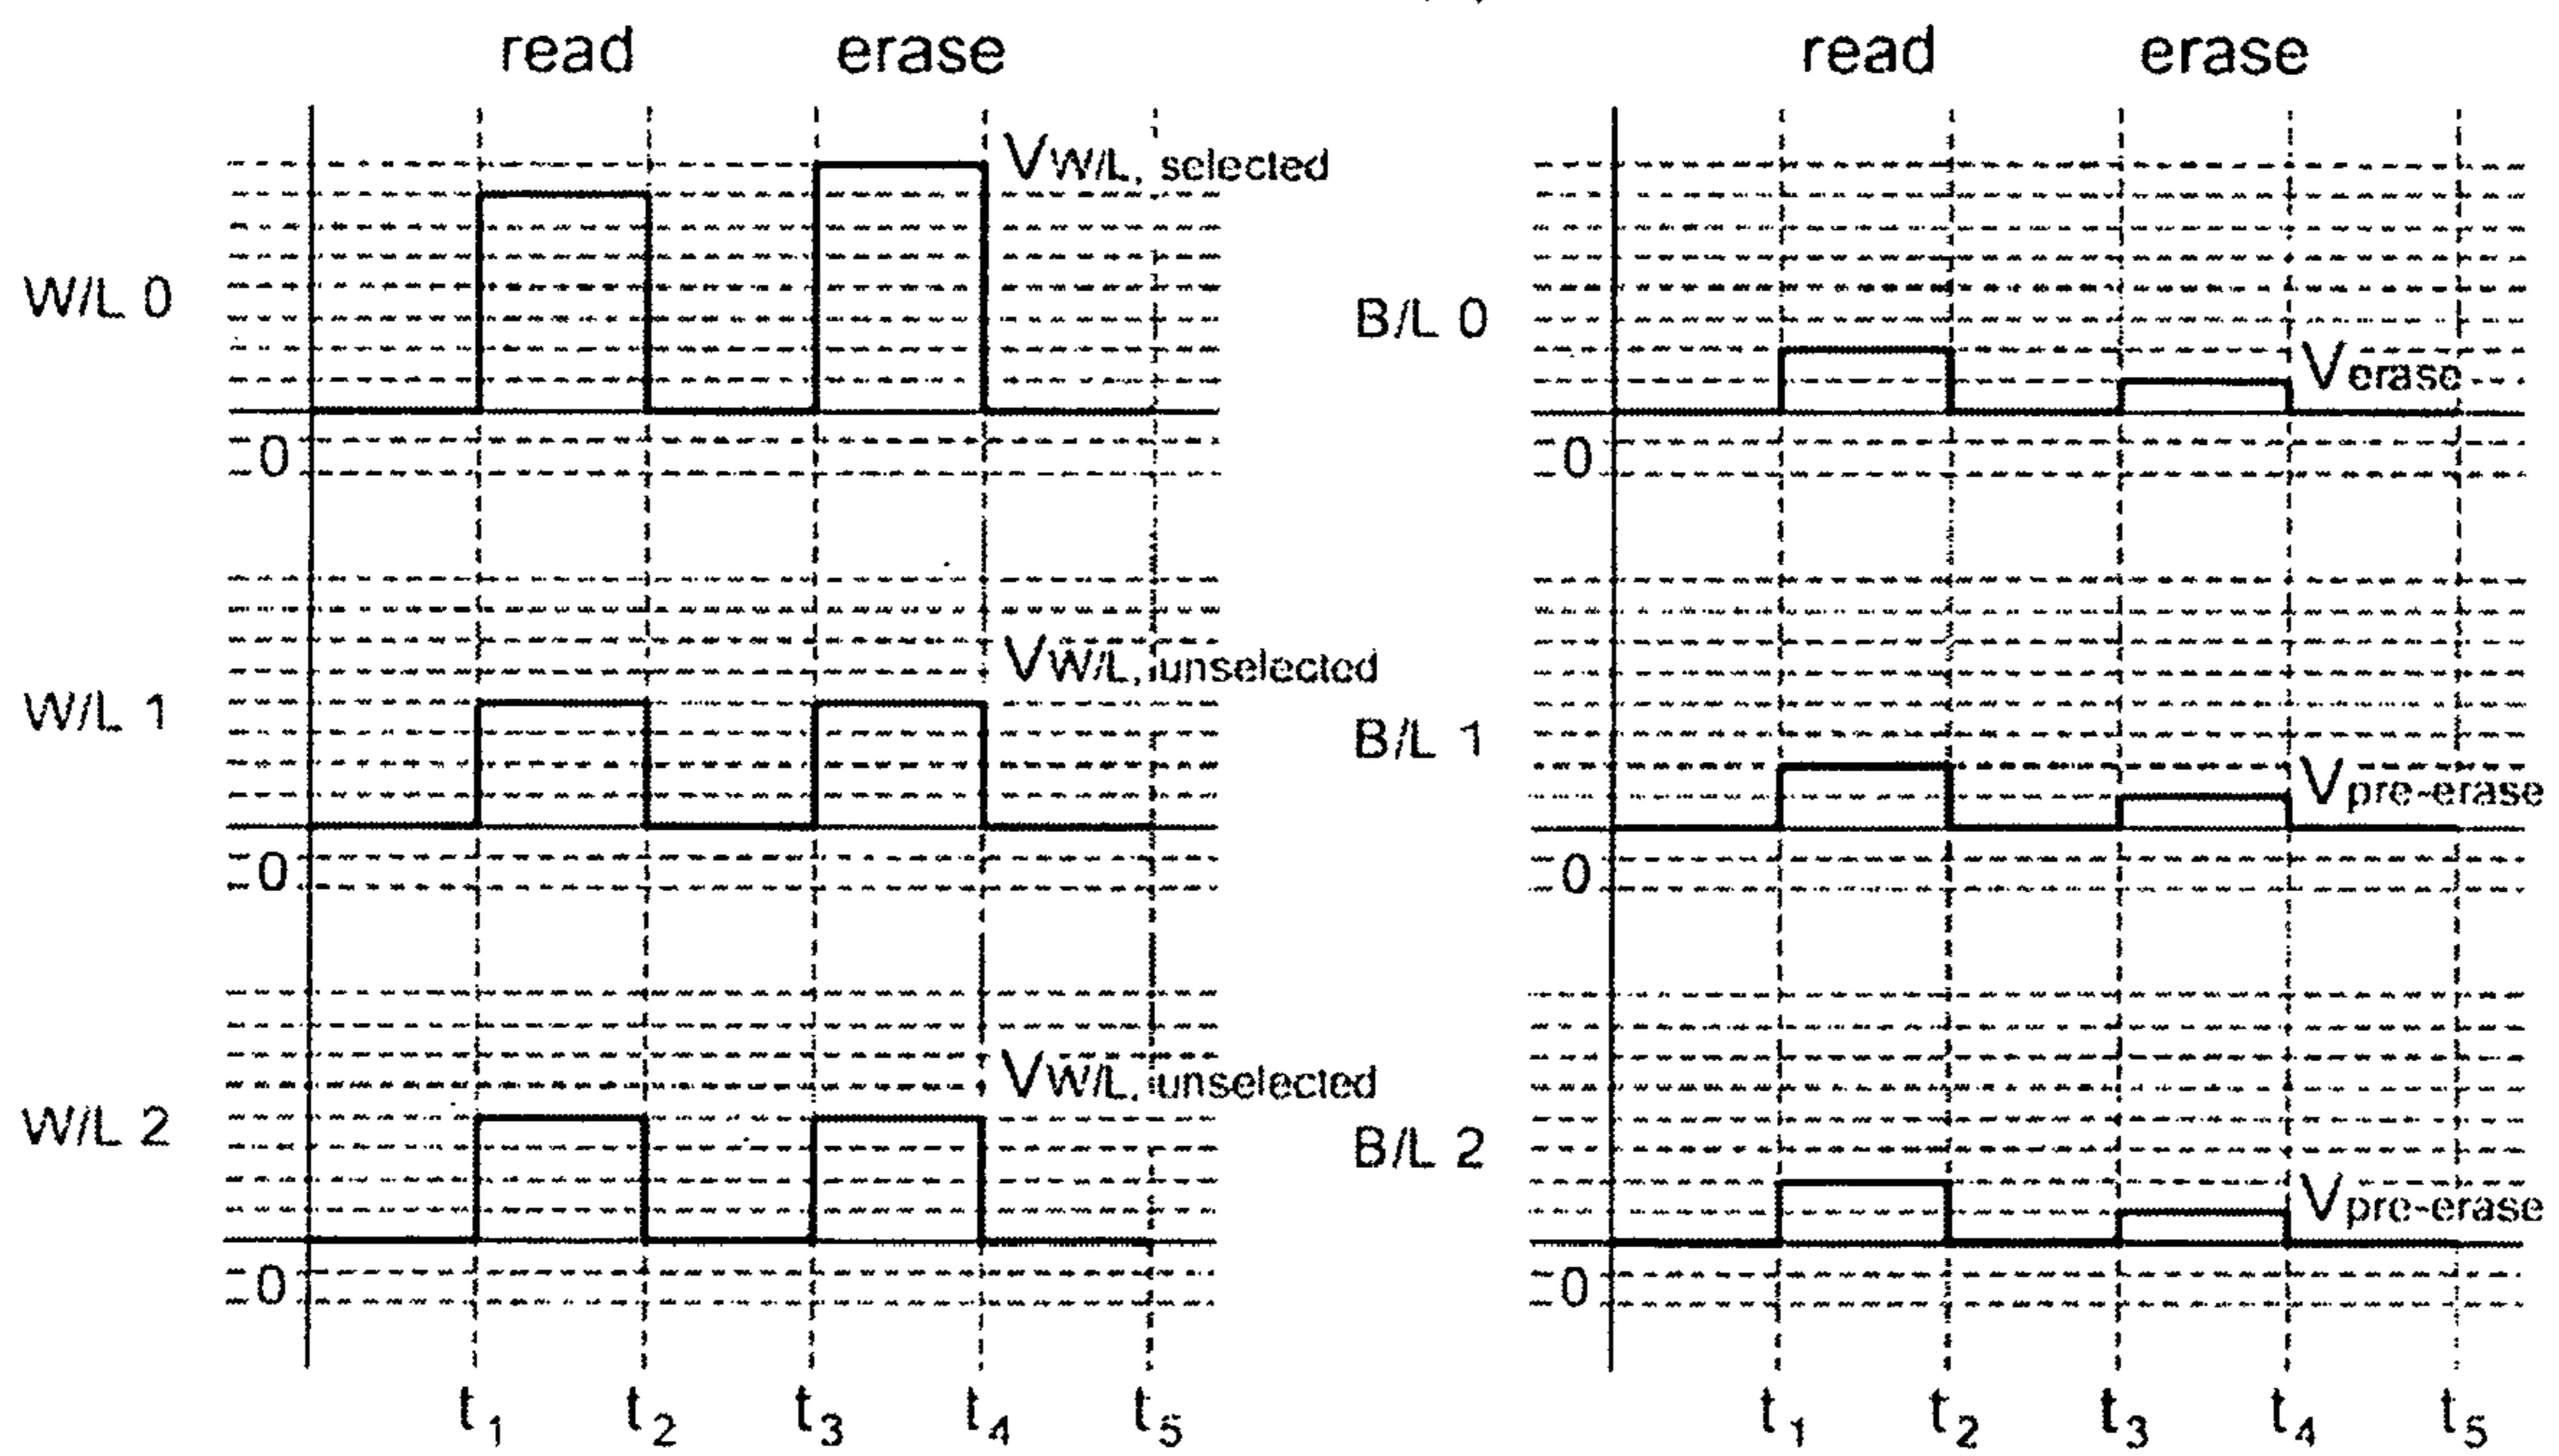 read erase
VW/L, selected
W/L 0
0
VW/L, unselected
W/L 1
0
VW/L, unselected
W/L 2
0
t1 t2 t3 t4 t5
read erase
B/L 0
Verase
0
B/L 1
Vpre-erase
0
B/L 2
Vpre-erase
0
t1 t2 t3 t4 t5